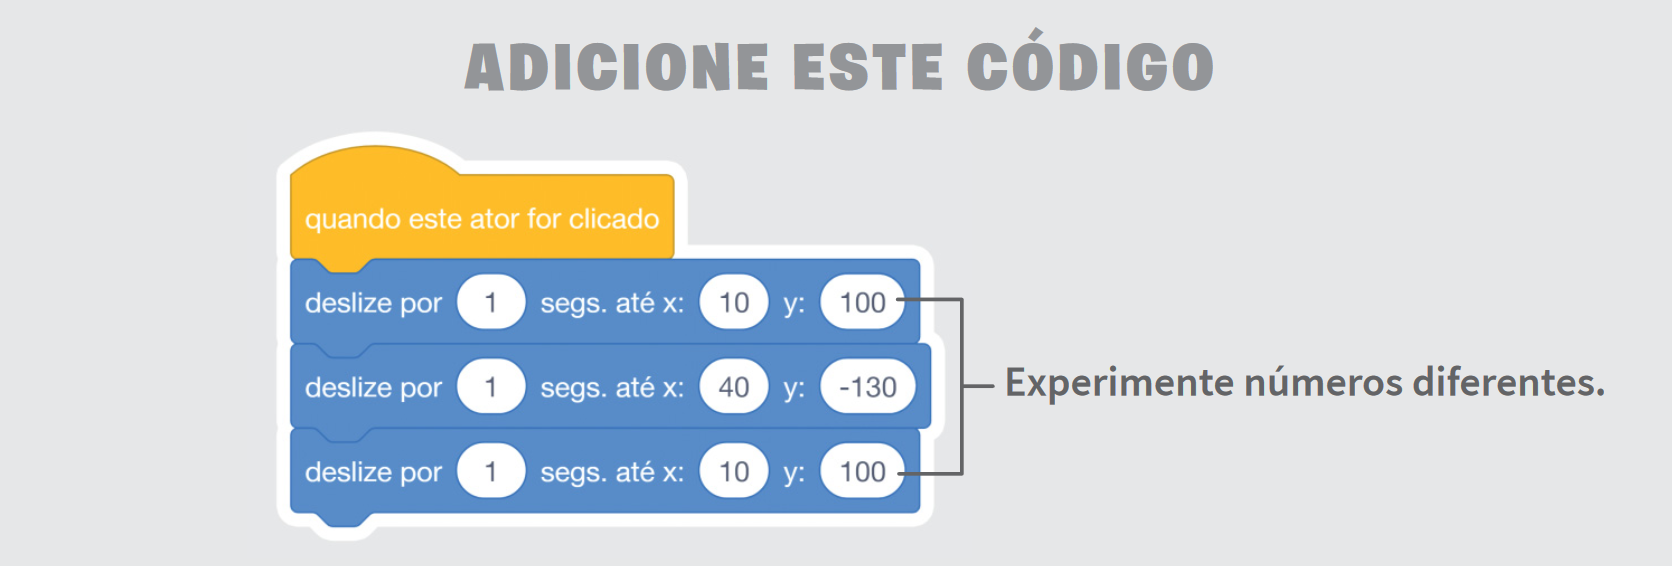 ADICIONE ESTE CÓDIGO
quando este ator for clicado
deslize por 1 segs. até x: 10 y: 100
deslize por 1 segs. até x: 40 y: -130
Experimente números diferentes.
deslize por 1 segs. até x: 10 y: 100